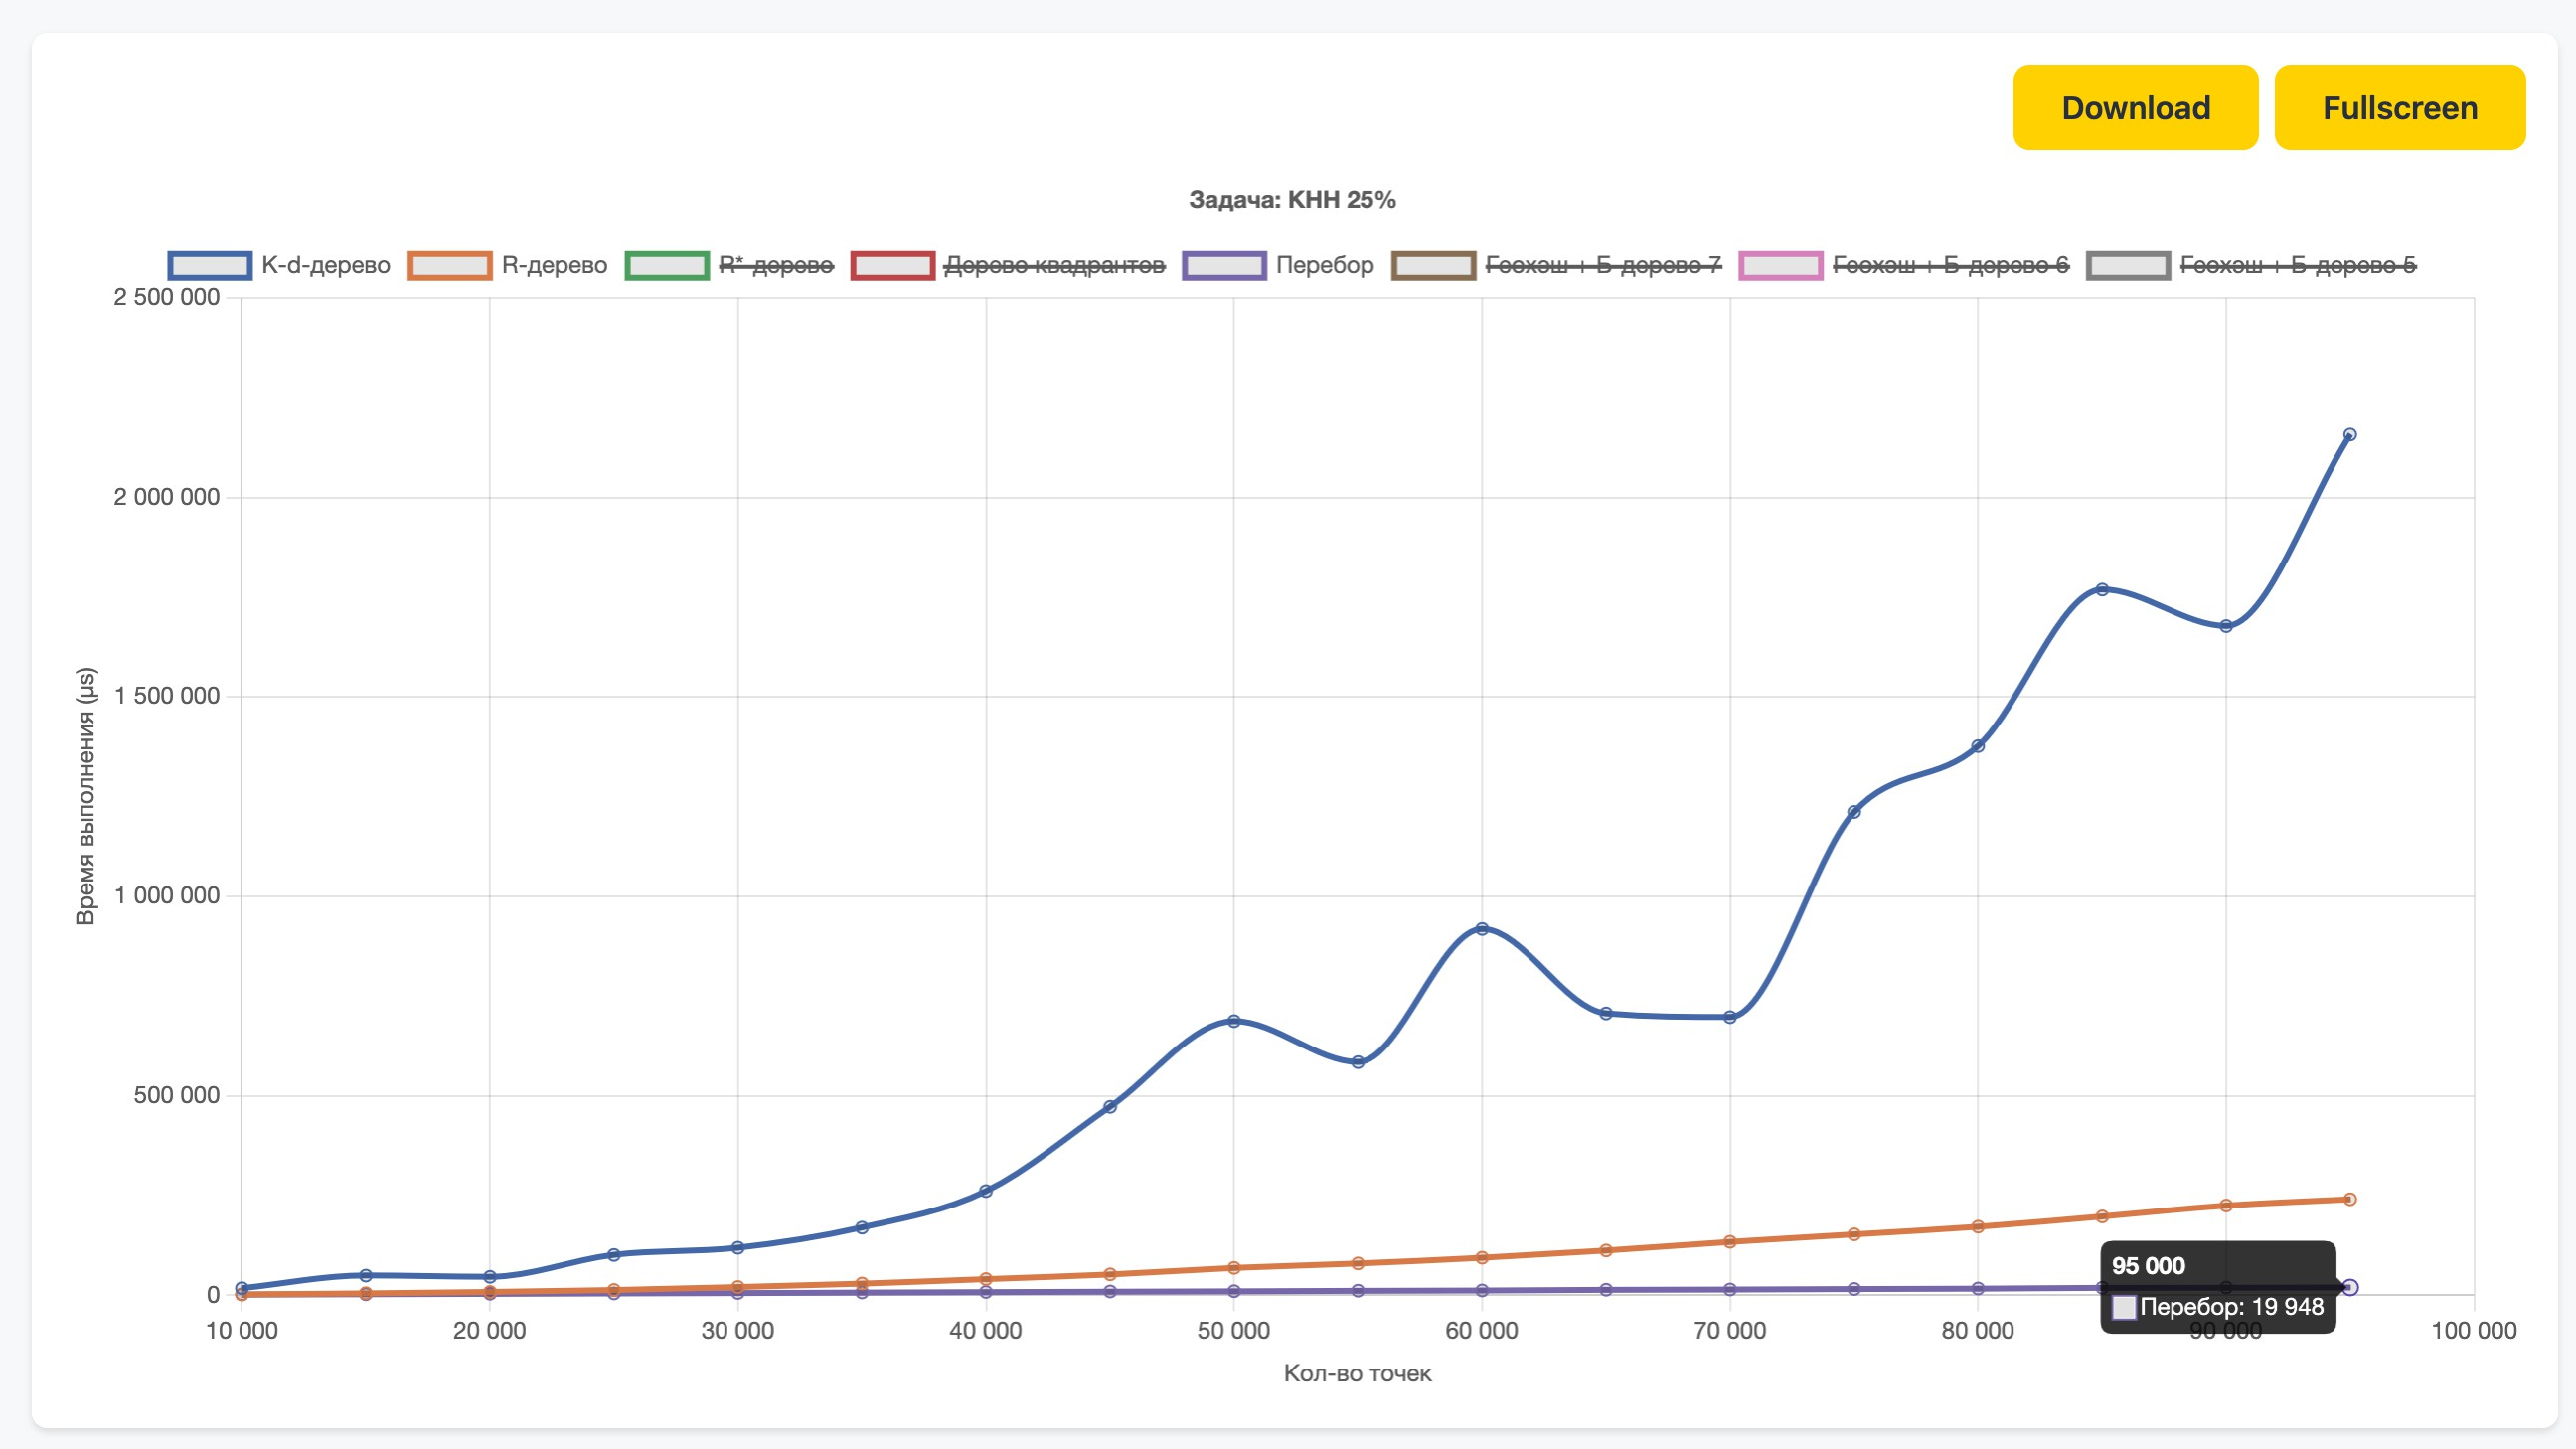 Download Fullscreen
Задача: КНН 25%
K-d-дерево R-дерево R*-дерево Дерево квадрантов Перебор Геохэш + Б-дерево 7 Геохэш + Б-дерево 6 Геохэш + Б-дерево 5
2 500 000
2 000 000
1 500 000
1 000 000
500 000
0
Время выполнения (µs)
95 000
Перебор: 19 948
10 000 20 000 30 000 40 000 50 000 60 000 70 000 80 000 90 000 100 000
Кол-во точек